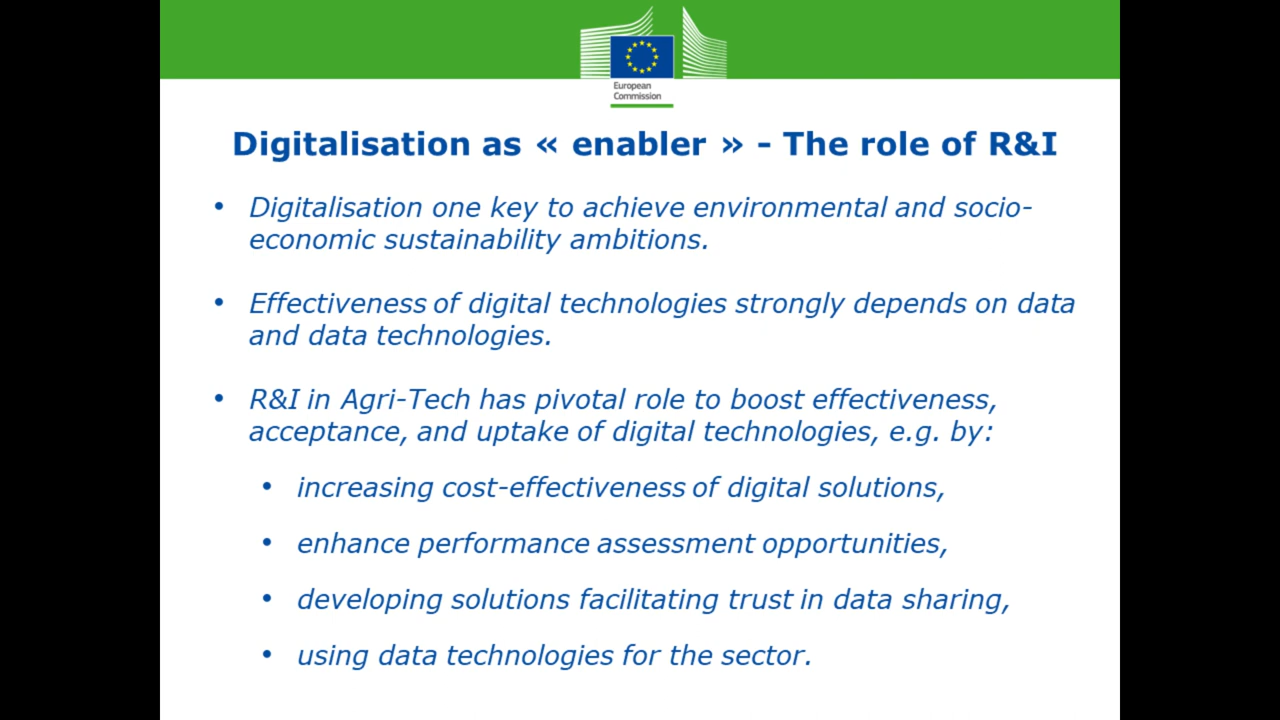 European
Commission
Digitalisation as « enabler » - The role of R&I
• Digitalisation one key to achieve environmental and socio-
economic sustainability ambitions.
• Effectiveness of digital technologies strongly depends on data
and data technologies.
• R&I in Agri-Tech has pivotal role to boost effectiveness,
acceptance, and uptake of digital technologies, e.g. by:
• increasing cost-effectiveness of digital solutions,
• enhance performance assessment opportunities,
• developing solutions facilitating trust in data sharing,
• using data technologies for the sector.